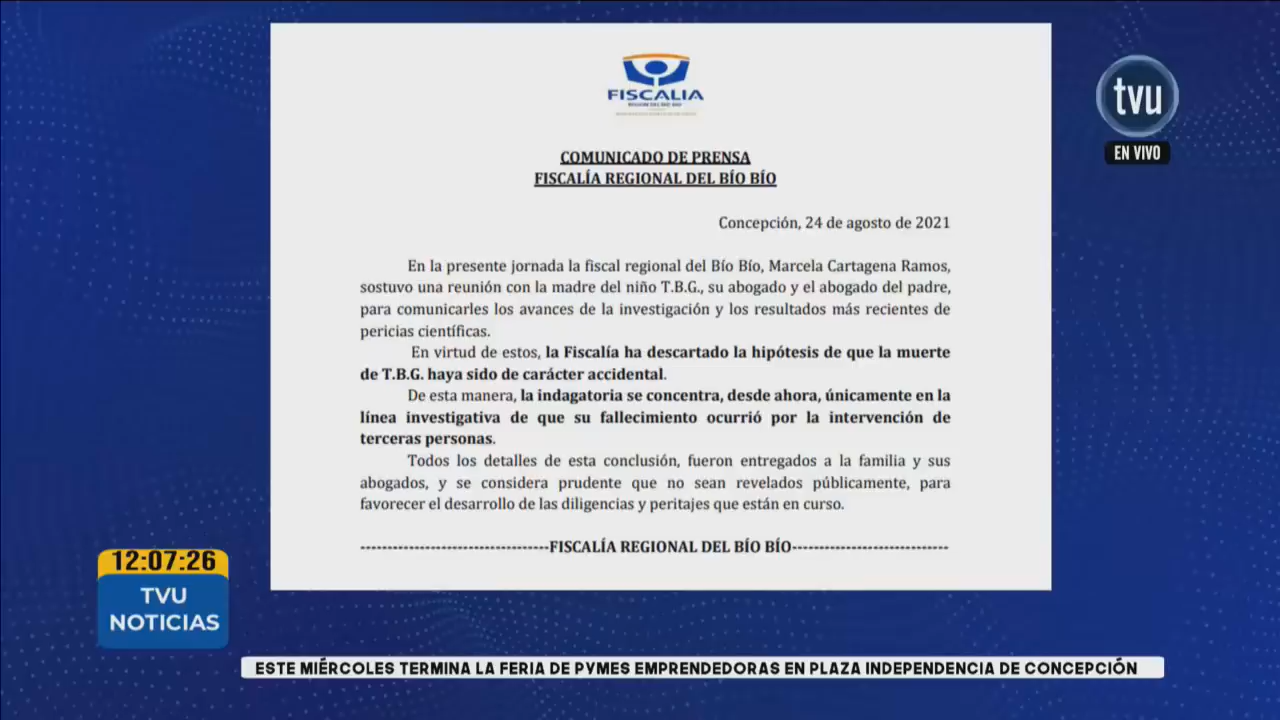 FISCALIA
REGIÓN DEL BÍO BÍO
COMUNICADO DE PRENSA
FISCALÍA REGIONAL DEL BÍO BÍO
Concepción, 24 de agosto de 2021
En la presente jornada la fiscal regional del Bío Bío, Marcela Cartagena Ramos,
sostuvo una reunión con la madre del niño T.B.G., su abogado y el abogado del padre,
para comunicarles los avances de la investigación y los resultados más recientes de
pericias científicas.
En virtud de estos, la Fiscalía ha descartado la hipótesis de que la muerte
de T.B.G. haya sido de carácter accidental.
De esta manera, la indagatoria se concentra, desde ahora, únicamente en la
línea investigativa de que su fallecimiento ocurrió por la intervención de
terceras personas.
Todos los detalles de esta conclusión, fueron entregados a la familia y sus
abogados, y se considera prudente que no sean revelados públicamente, para
favorecer el desarrollo de las diligencias y peritajes que están en curso.
-----------------------------------FISCALÍA REGIONAL DEL BÍO BÍO-----------------------------
tvu
EN VIVO
12:07:26
TVU
NOTICIAS
ESTE MIÉRCOLES TERMINA LA FERIA DE PYMES EMPRENDEDORAS EN PLAZA INDEPENDENCIA DE CONCEPCIÓN